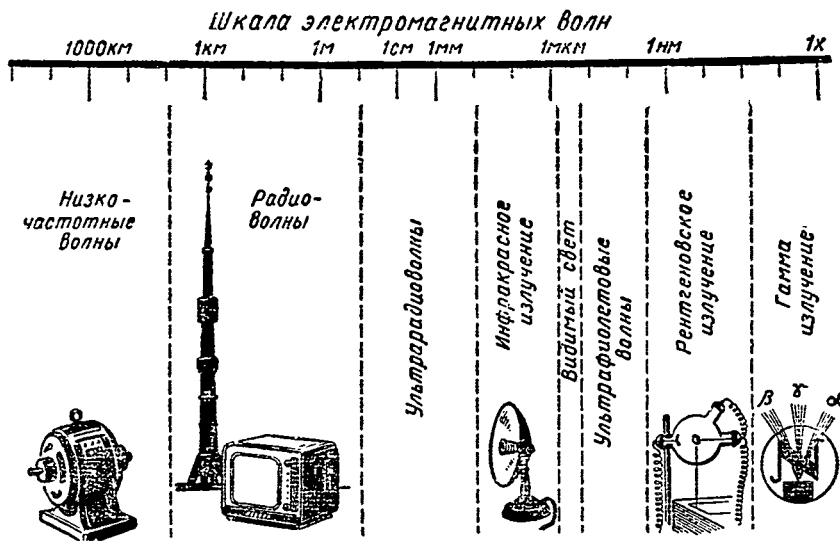 Шкала электромагнитных волн
1000км 1км 1м 1см 1мм 1мкм 1нм 1х
Низко-
частотные
волны
Радио-
волны
Ультрарадиоволны
Инфракрасное
излучение
Видимый свет
Ультрафиолетовые
волны
Рентгеновское
излучение
Гамма
излучение
β γ α